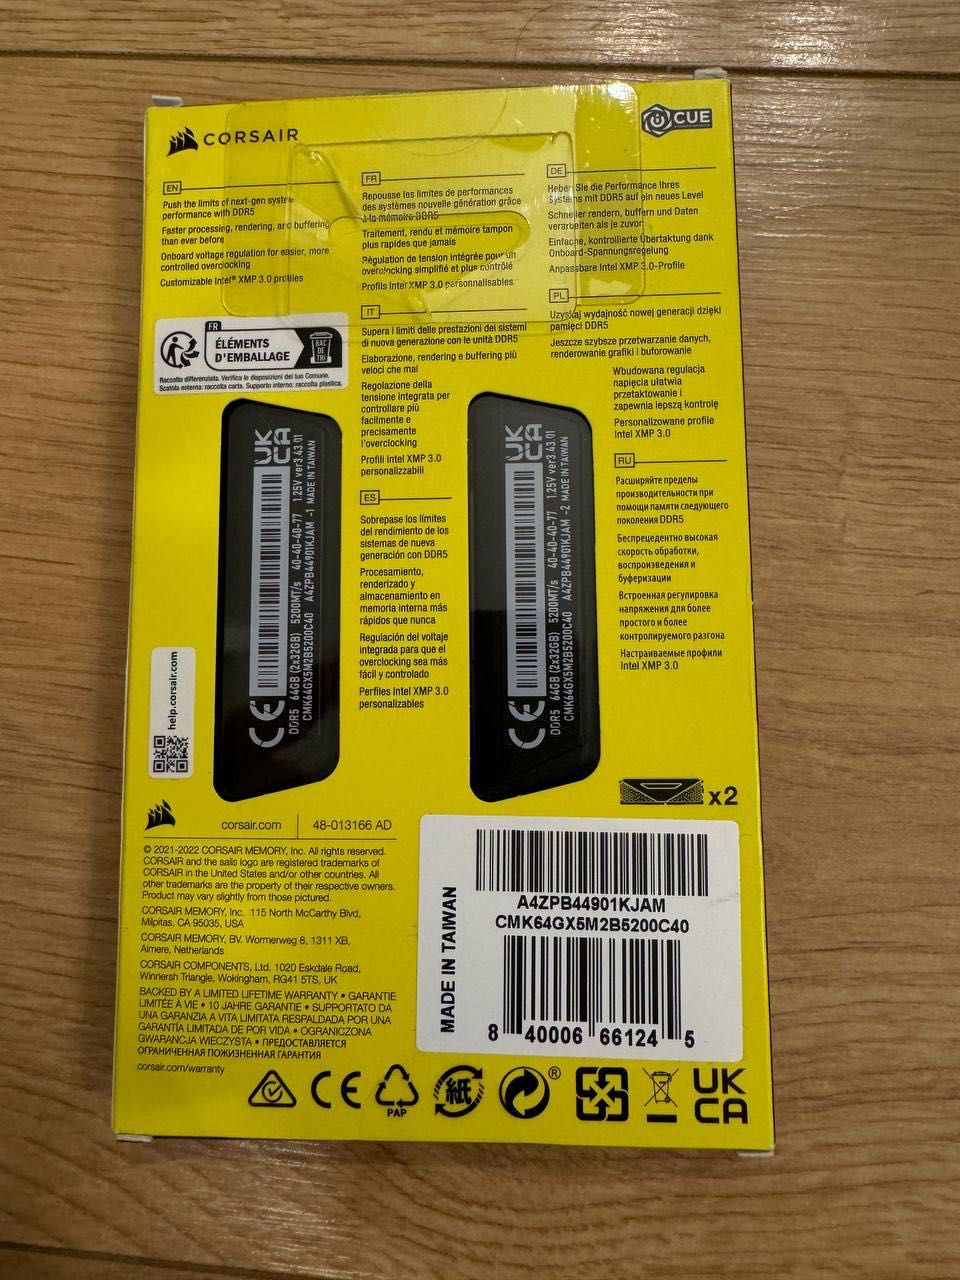 CORSAIR
iCUE
EN
Push the limits of next-gen system
performance with DDR5
Faster processing, rendering, and buffering
than ever before
Onboard voltage regulation for easier, more
controlled overclocking
Customizable Intel® XMP 3.0 profiles
FR
Repousse les limites de performances
des systèmes nouvelle génération grâce
à la mémoire DDR5
Traitement, rendu et mémoire tampon
plus rapides que jamais
Régulation de tension intégrée pour un
overclocking simplifié et plus contrôlé
Profils Intel XMP 3.0 personnalisables
DE
Heben Sie die Performance Ihres
Systems mit DDR5 auf ein neues Level
Schneller rendern, buffern und Daten
verarbeiten als je zuvor
Einfache, kontrollierte Übertaktung dank
Onboard-Spannungsregelung
Anpassbare Intel XMP 3.0-Profile
FR
ÉLÉMENTS
D'EMBALLAGE
BAC
DE
TRI
Raccolta differenziata. Verifica le disposizioni del tuo Comune.
Scatola esterna: raccolta carta. Supporto interno: raccolta plastica.
IT
Supera i limiti delle prestazioni dei sistemi
di nuova generazione con le unità DDR5
Elaborazione, rendering e buffering più
veloci che mai
Regolazione della
tensione integrata per
controllare più
facilmente e
precisamente
l'overclocking
Profili Intel XMP 3.0
personalizzabili
ES
Sobrepase los límites
del rendimiento de los
sistemas de nueva
generación con DDR5
Procesamiento,
renderizado y
almacenamiento en
memoria interna más
rápidos que nunca
Regulación del voltaje
integrada para que el
overclocking sea más
fácil y controlado
Perfiles Intel XMP 3.0
personalizables
PL
Uzyskaj wydajność nowej generacji dzięki
pamięci DDR5
Jeszcze szybsze przetwarzanie danych,
renderowanie grafiki i buforowanie
Wbudowana regulacja
napięcia ułatwia
przetaktowanie i
zapewnia lepszą kontrolę
Personalizowane profile
Intel XMP 3.0
RU
Расширяйте пределы
производительности при
помощи памяти следующего
поколения DDR5
Беспрецедентно высокая
скорость обработки,
воспроизведения и
буферизации
Встроенная регулировка
напряжения для более
простого и более
контролируемого разгона
Настраиваемые профили
Intel XMP 3.0
CE
UK
CA
DDR5 64GB (2x32GB) 5200MT/s 40-40-40-77 1.25V ver3.43.01
CMK64GX5M2B5200C40 A4ZPB44901KJAM -1 MADE IN TAIWAN
CE
UK
CA
DDR5 64GB (2x32GB) 5200MT/s 40-40-40-77 1.25V ver3.43.01
CMK64GX5M2B5200C40 A4ZPB44901KJAM -2 MADE IN TAIWAN
help.corsair.com
x2
corsair.com
48-013166 AD
© 2021-2022 CORSAIR MEMORY, Inc. All rights reserved.
CORSAIR and the sails logo are registered trademarks of
CORSAIR in the United States and/or other countries. All
other trademarks are the property of their respective owners.
Product may vary slightly from those pictured.
CORSAIR MEMORY, Inc. 115 North McCarthy Blvd,
Milpitas, CA 95035, USA
CORSAIR MEMORY, BV. Wormerweg 8, 1311 XB,
Almere, Netherlands
CORSAIR COMPONENTS, Ltd. 1020 Eskdale Road,
Winnersh Triangle, Wokingham, RG41 5TS, UK
BACKED BY A LIMITED LIFETIME WARRANTY • GARANTIE
LIMITÉE À VIE • 10 JAHRE GARANTIE • SUPPORTATO DA
UNA GARANZIA A VITA LIMITATA RESPALDADA POR UNA
GARANTÍA LIMITADA DE POR VIDA • OGRANICZONA
GWARANCJA WIECZYSTA • ПРЕДОСТАВЛЯЕТСЯ
ОГРАНИЧЕННАЯ ПОЖИЗНЕННАЯ ГАРАНТИЯ
corsair.com/warranty
MADE IN TAIWAN
A4ZPB44901KJAM
CMK64GX5M2B5200C40
8 40006 66124 5
CE
PAP
紙
®
UK
CA